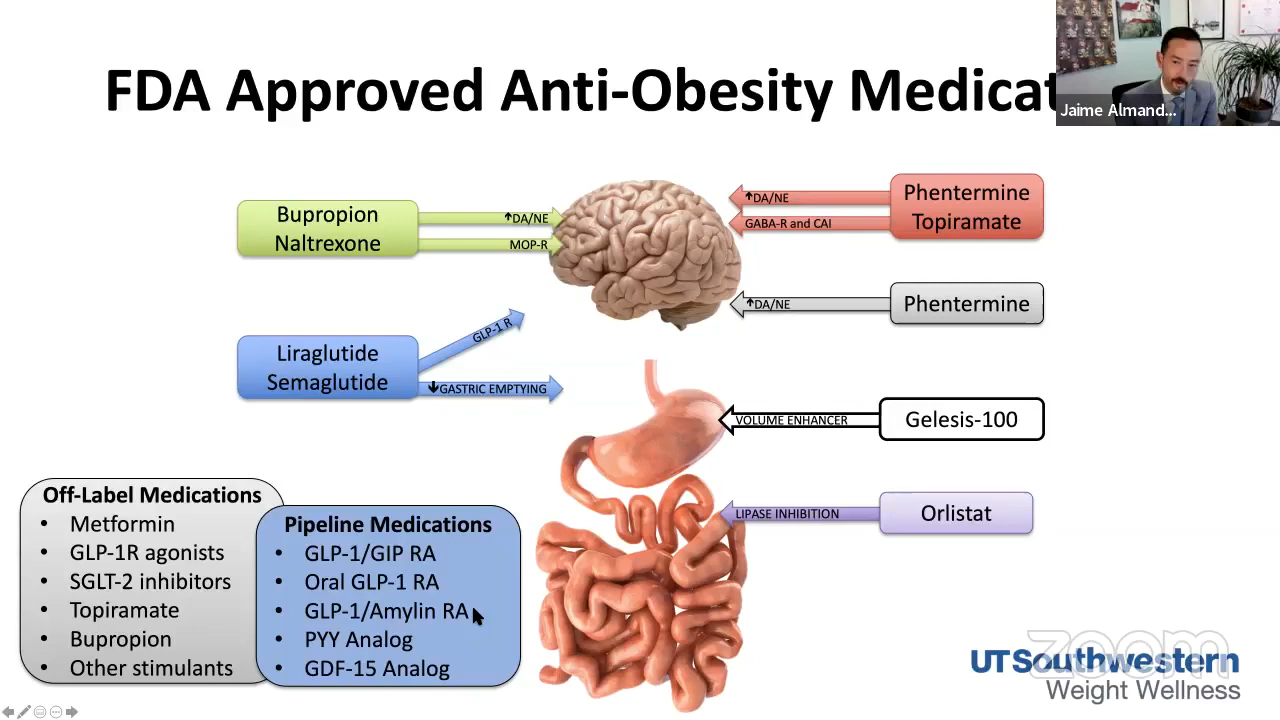 FDA Approved Anti-Obesity Medicat
Jaime Almand...
Bupropion
Naltrexone
↑DA/NE
MOP-R
↑DA/NE
GABA-R and CAI
Phentermine
Topiramate
↑DA/NE
Phentermine
Liraglutide
Semaglutide
GLP-1 R
↓GASTRIC EMPTYING
VOLUME ENHANCER
Gelesis-100
LIPASE INHIBITION
Orlistat
Off-Label Medications
• Metformin
• GLP-1R agonists
• SGLT-2 inhibitors
• Topiramate
• Bupropion
• Other stimulants
Pipeline Medications
• GLP-1/GIP RA
• Oral GLP-1 RA
• GLP-1/Amylin RA
• PYY Analog
• GDF-15 Analog
zoom
UTSouthwestern
Weight Wellness